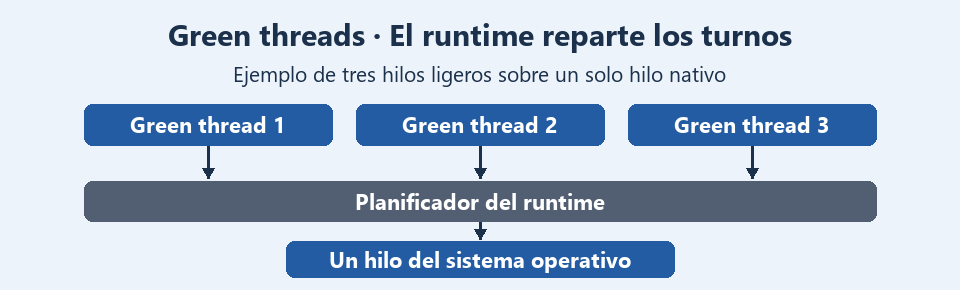 Green threads · El runtime reparte los turnos
Ejemplo de tres hilos ligeros sobre un solo hilo nativo
Green thread 1
Green thread 2
Green thread 3
Planificador del runtime
Un hilo del sistema operativo